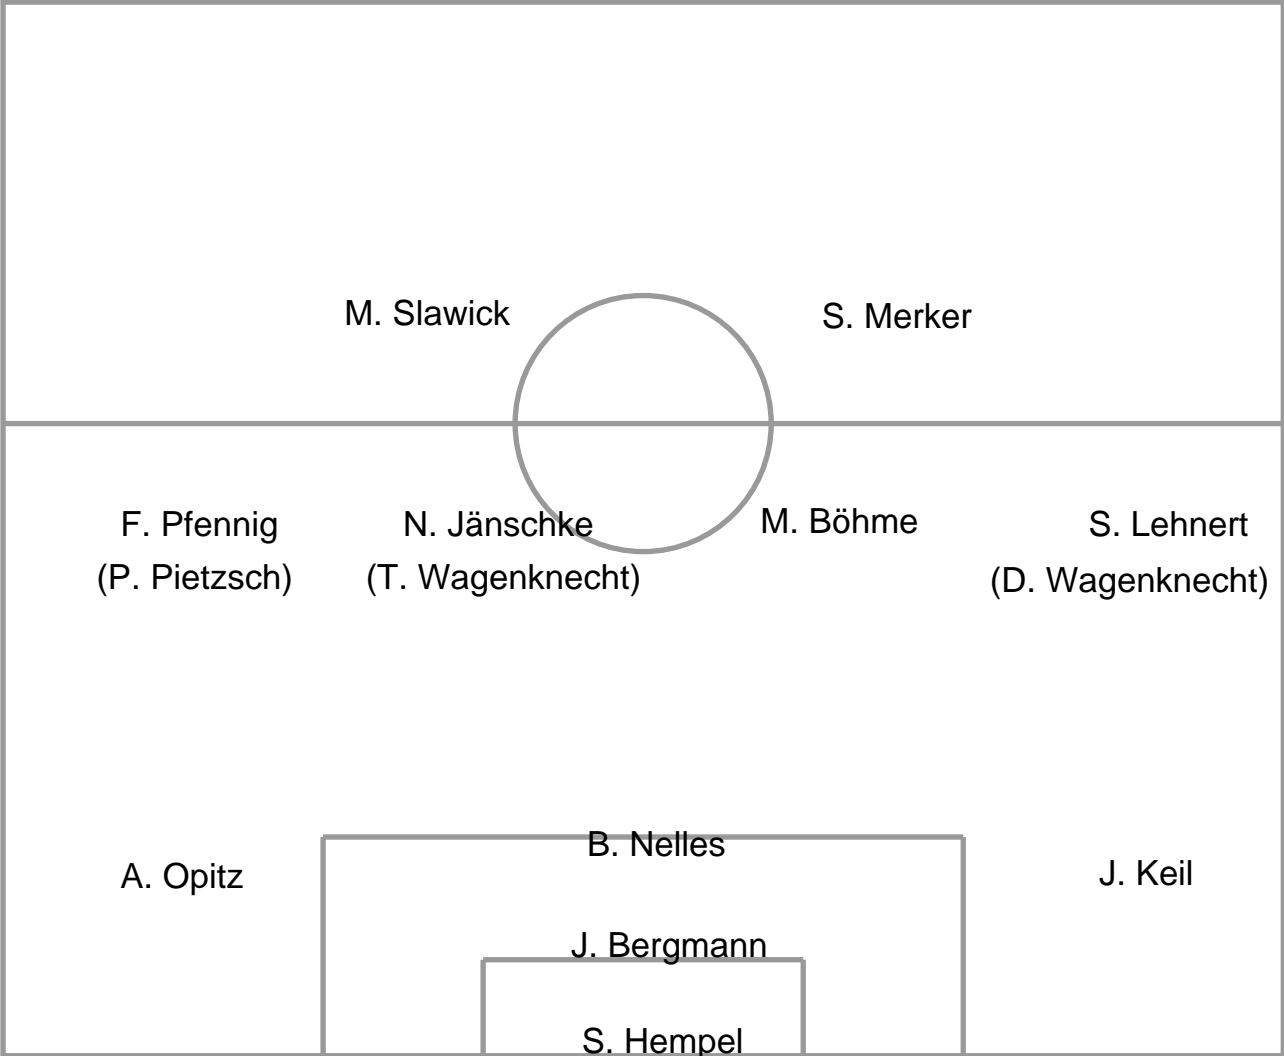 M. Slawick
S. Merker
F. Pfennig
N. Jänschke
M. Böhme
S. Lehnert
(P. Pietzsch)
(T. Wagenknecht)
(D. Wagenknecht)
B. Nelles
A. Opitz
J. Keil
J. Bergmann
S. Hempel